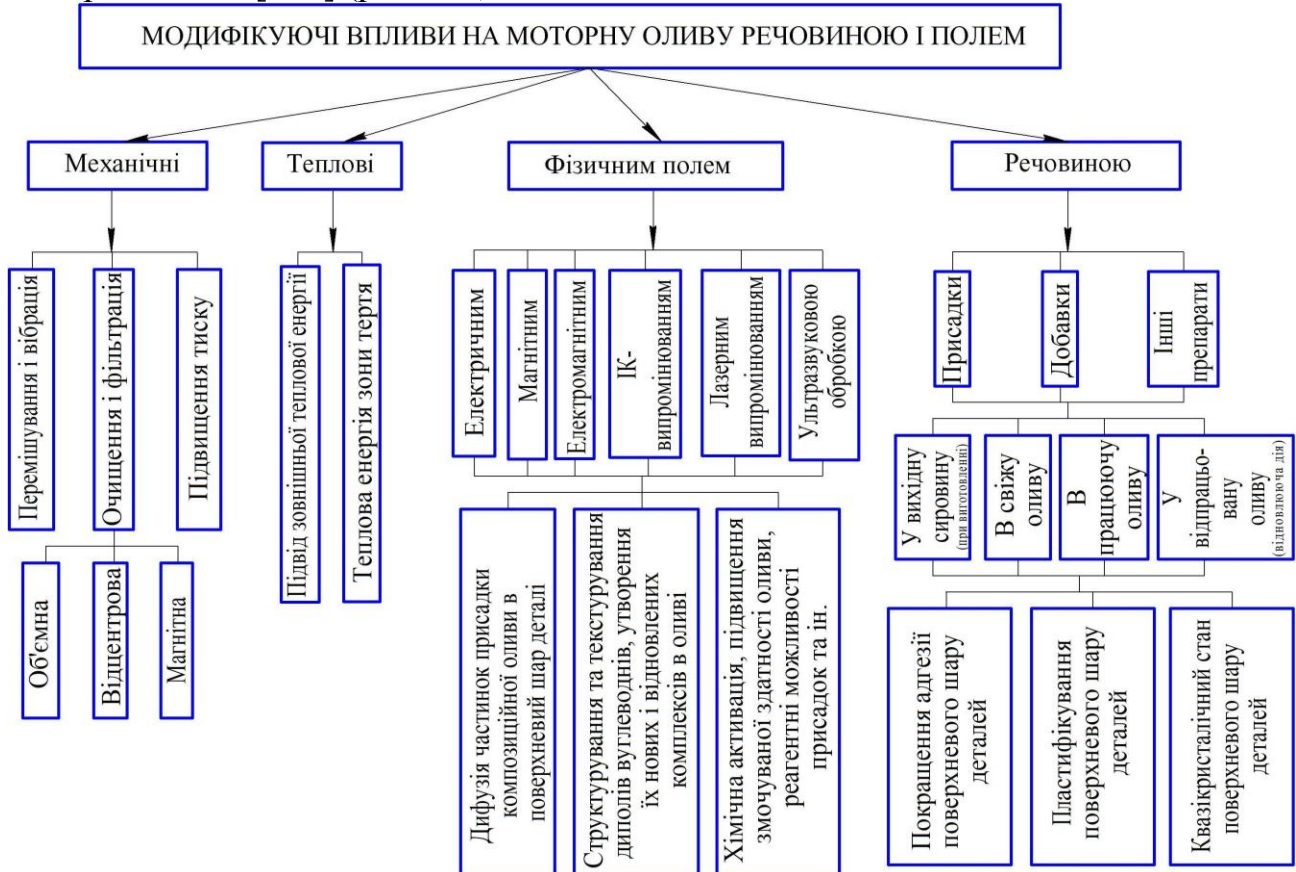 МОДИФІКУЮЧІ ВПЛИВИ НА МОТОРНУ ОЛИВУ РЕЧОВИНОЮ І ПОЛЕМ
Механічні
Теплові
Фізичним полем
Речовиною
Перемішування і вібрація
Очищення і фільтрація
Підвищення тиску
Об'ємна
Відцентрова
Магнітна
Підвід зовнішньої теплової енергії
Теплова енергія зони тертя
Електричним
Магнітним
Електромагнітним
ІК-
випромінюванням
Лазерним
випромінюванням
Ультразвуковою
обробкою
Дифузія частинок присадки
композиційної оливи в
поверхневий шар деталі
Структурування та текстурування
диполів вуглеводнів, утворення
їх нових і відновлених
комплексів в оливі
Хімічна активація, підвищення
змочуваної здатності оливи,
реагентні можливості
присадок та ін.
Присадки
Добавки
Інші
препарати
У вихідну
сировину
(при виготовленні)
В свіжу
оливу
В
працюючу
оливу
У
відпрацьо-
вану
оливу
(відновлююча дія)
Покращення адгезії
поверхневого шару
деталей
Пластифікування
поверхневого шару
деталей
Квазікристалічний стан
поверхневого шару
деталей